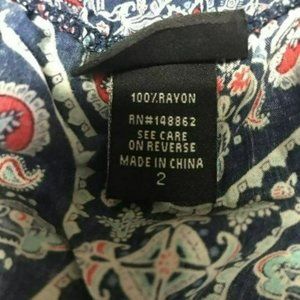 100% RAYON
RN#148862
SEE CARE
ON REVERSE
MADE IN CHINA
2